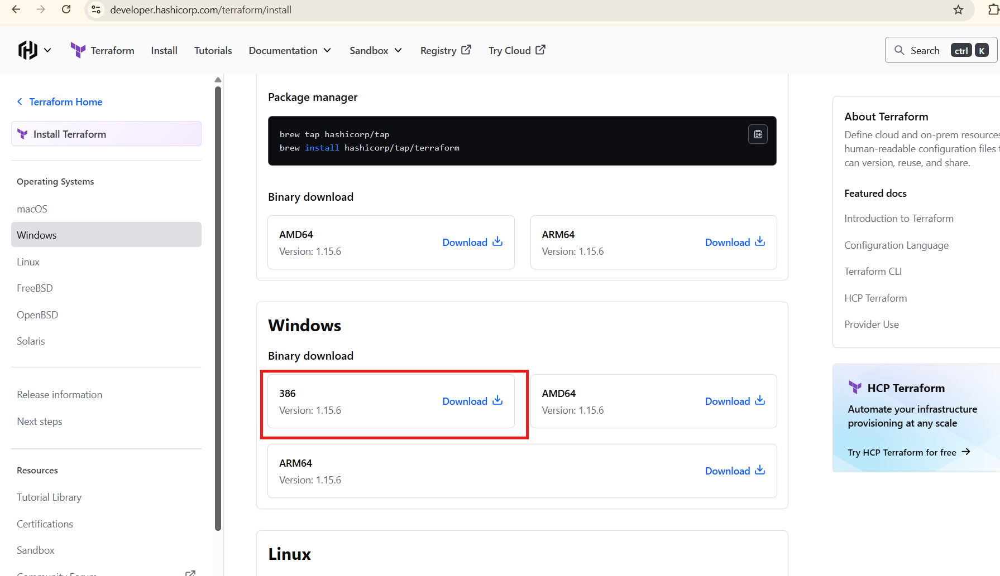 developer.hashicorp.com/terraform/install
Terraform
Install
Tutorials
Documentation
Sandbox
Registry
Try Cloud
Search ctrl K
Terraform Home
Install Terraform
Operating Systems
macOS
Windows
Linux
FreeBSD
OpenBSD
Solaris
Release information
Next steps
Resources
Tutorial Library
Certifications
Sandbox
Community Forum
Package manager
brew tap hashicorp/tap
brew install hashicorp/tap/terraform
Binary download
AMD64
Version: 1.15.6
Download
ARM64
Version: 1.15.6
Download
Windows
Binary download
386
Version: 1.15.6
Download
AMD64
Version: 1.15.6
Download
ARM64
Version: 1.15.6
Download
Linux
About Terraform
Define cloud and on-prem resources
human-readable configuration files
can version, reuse, and share.
Featured docs
Introduction to Terraform
Configuration Language
Terraform CLI
HCP Terraform
Provider Use
HCP Terraform
Automate your infrastructure
provisioning at any scale
Try HCP Terraform for free